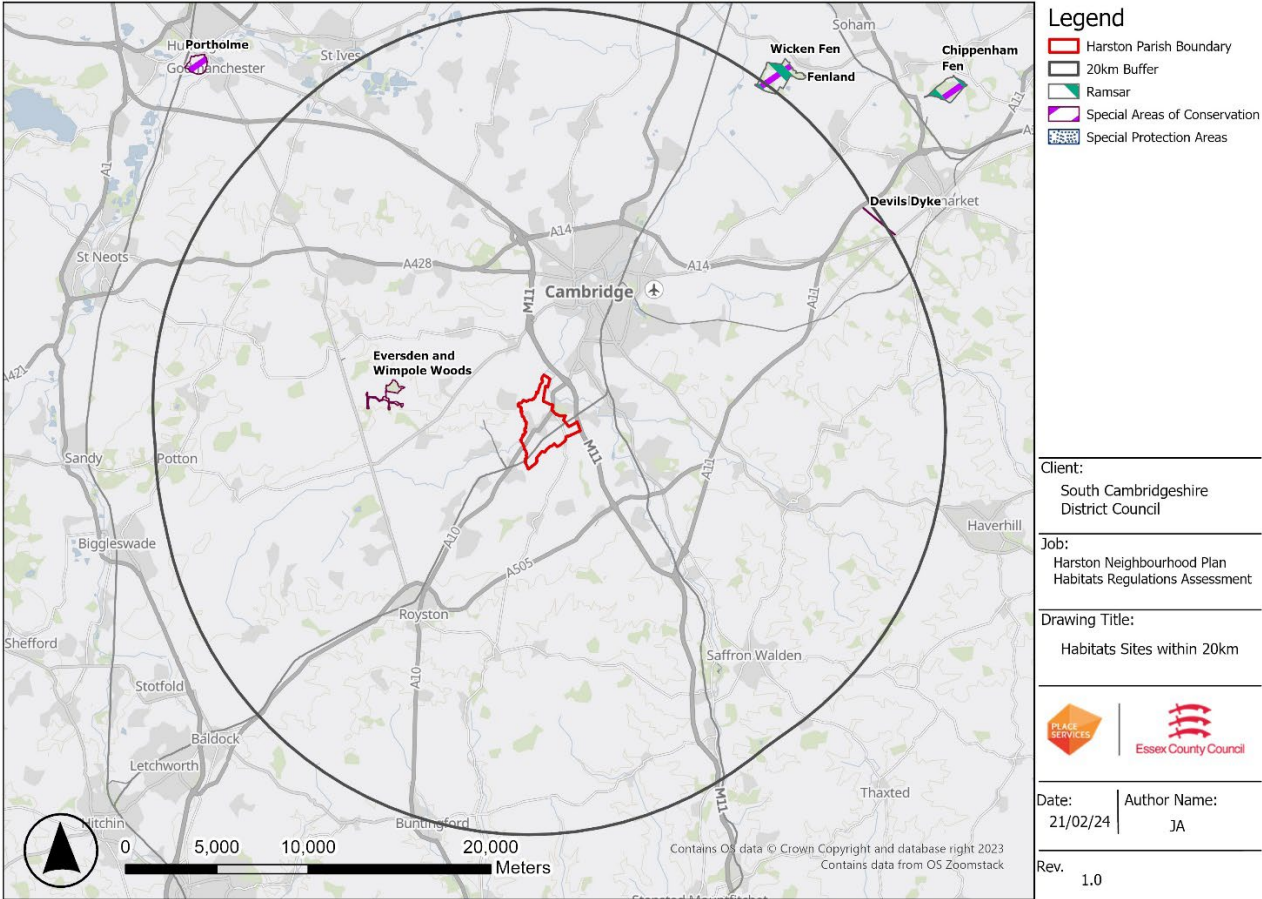 Portholme
Godmanchester
St Ives
Soham
Wicken Fen
Fenland
Chippenham
Fen
A11
A1
Devils Dyke
market
St Neots
A14
A428
A14
Cambridge
M11
A11
A421
Eversden and
Wimpole Woods
Sandy
Potton
M11
A11
Haverhill
Biggleswade
A10
A505
Royston
Shefford
Saffron Walden
A10
Stotfold
Baldock
Letchworth
M11
Thaxted
Hitchin
Buntingford
0 5,000 10,000 20,000
Meters
Contains OS data © Crown Copyright and database right 2023
Contains data from OS Zoomstack
Legend
Harston Parish Boundary
20km Buffer
Ramsar
Special Areas of Conservation
Special Protection Areas
Client:
South Cambridgeshire
District Council
Job:
Harston Neighbourhood Plan
Habitats Regulations Assessment
Drawing Title:
Habitats Sites within 20km
PLACE
SERVICES
Essex County Council
Date:
21/02/24
Author Name:
JA
Rev.
1.0